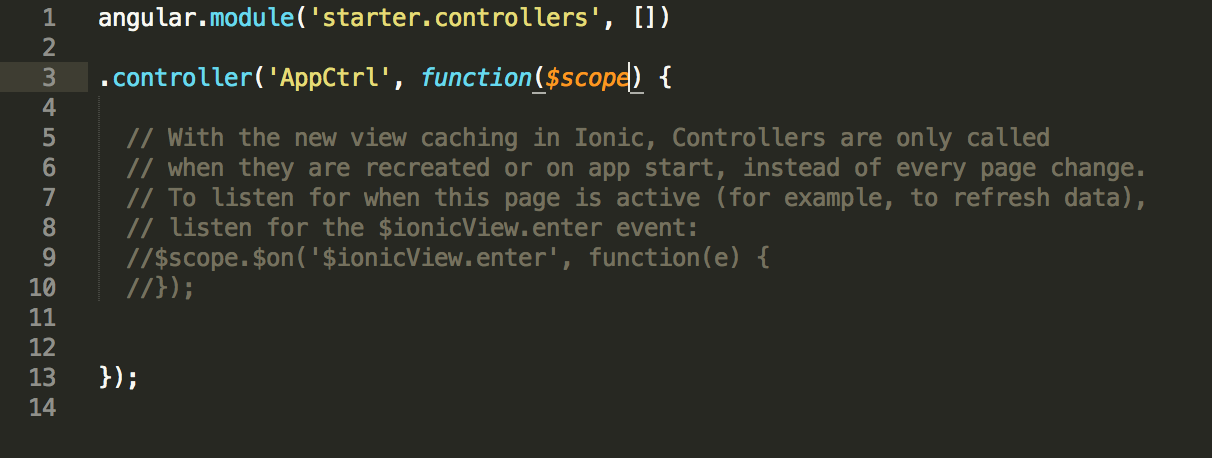 1 angular.module('starter.controllers', [])
2
3 .controller('AppCtrl', function($scope) {
4
5 // With the new view caching in Ionic, Controllers are only called
6 // when they are recreated or on app start, instead of every page change.
7 // To listen for when this page is active (for example, to refresh data),
8 // listen for the $ionicView.enter event:
9 //$scope.$on('$ionicView.enter', function(e) {
10 //});
11
12
13 });
14